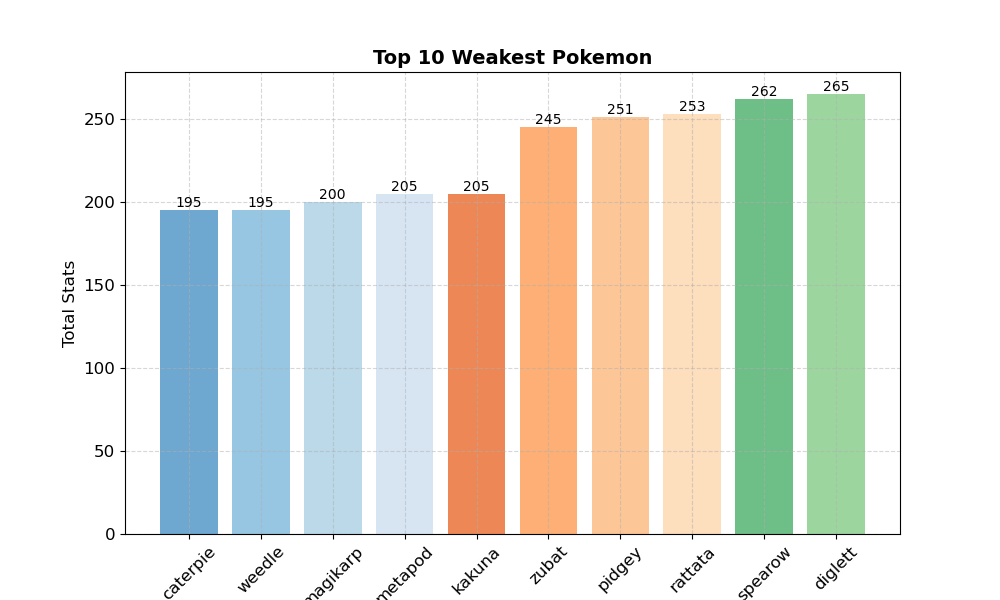 Top 10 Weakest Pokemon
Total Stats
250
200
150
100
50
0
195
195
200
205
205
245
251
253
262
265
caterpie
weedle
magikarp
metapod
kakuna
zubat
pidgey
rattata
spearow
diglett